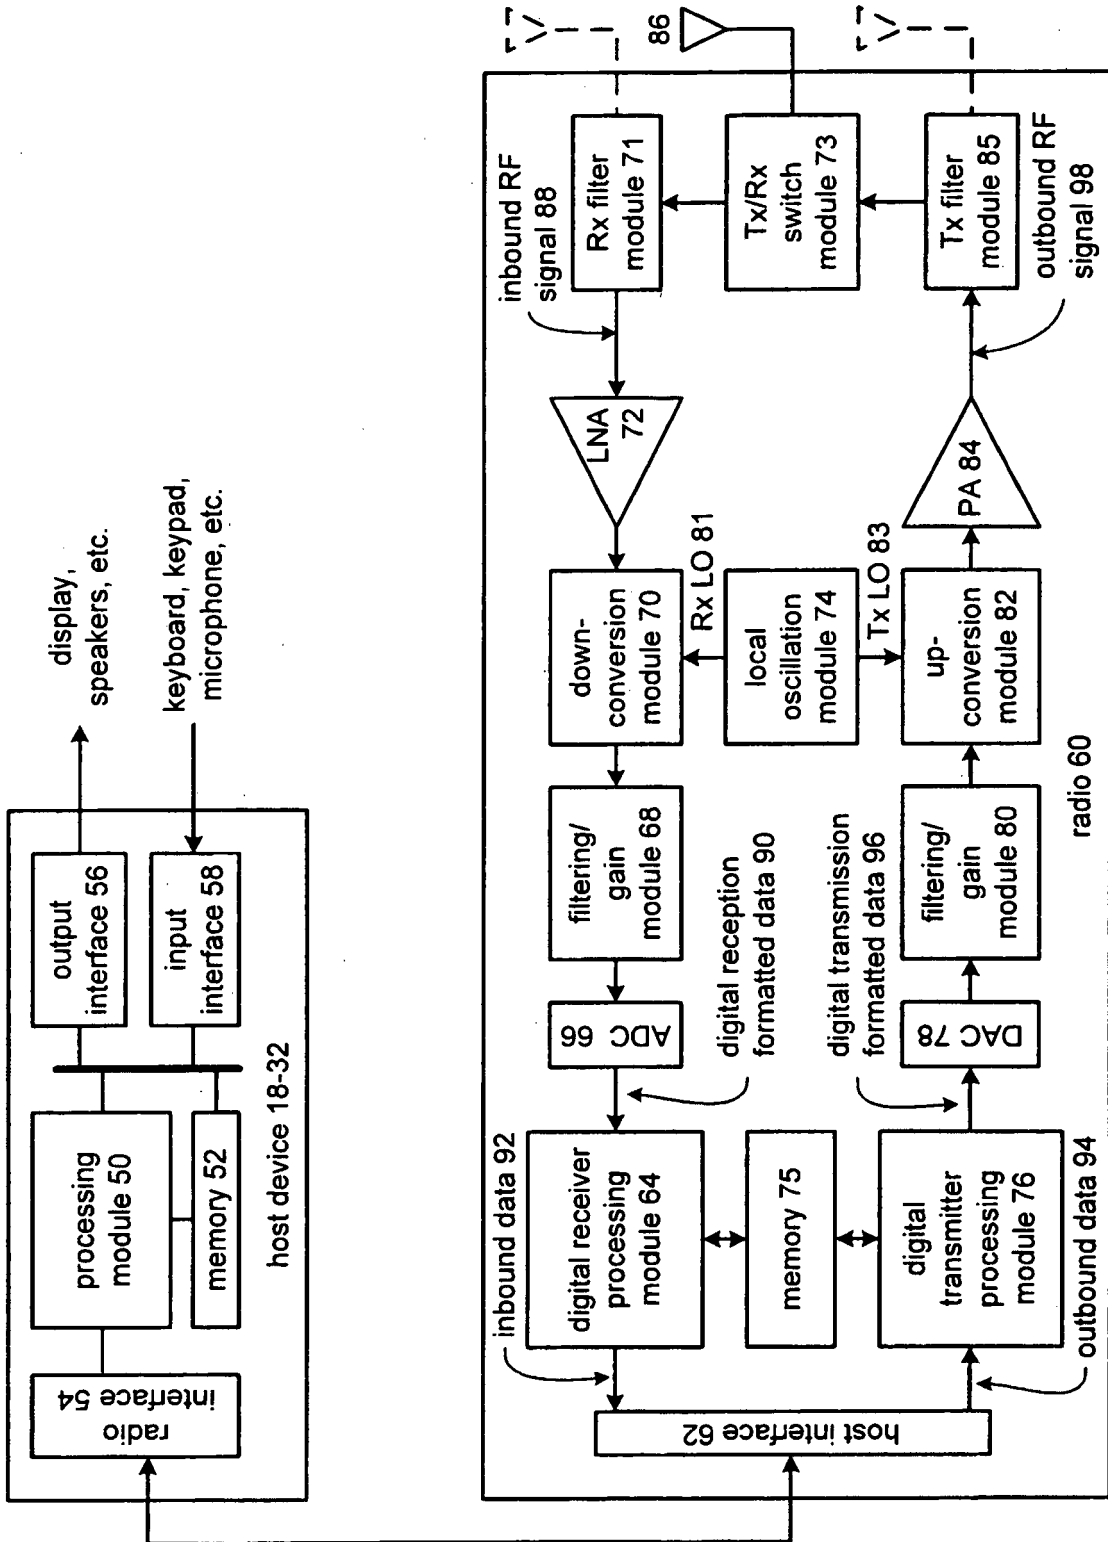 display,
speakers, etc.
keyboard, keypad,
microphone, etc.
output
interface 56
input
interface 58
processing
module 50
memory 52
radio
interface 54
host device 18-32
86
inbound RF
signal 88
Rx filter
module 71
Tx/Rx
switch
module 73
Tx filter
module 85
outbound RF
signal 98
LNA
72
PA 84
down-
conversion
module 70
Rx LO 81
local
oscillation
module 74
Tx LO 83
up-
conversion
module 82
filtering/
gain
module 68
filtering/
gain
module 80
ADC 66
digital reception
formatted data 90
digital transmission
formatted data 96
DAC 78
inbound data 92
digital receiver
processing
module 64
memory 75
digital
transmitter
processing
module 76
outbound data 94
host interface 62
radio 60